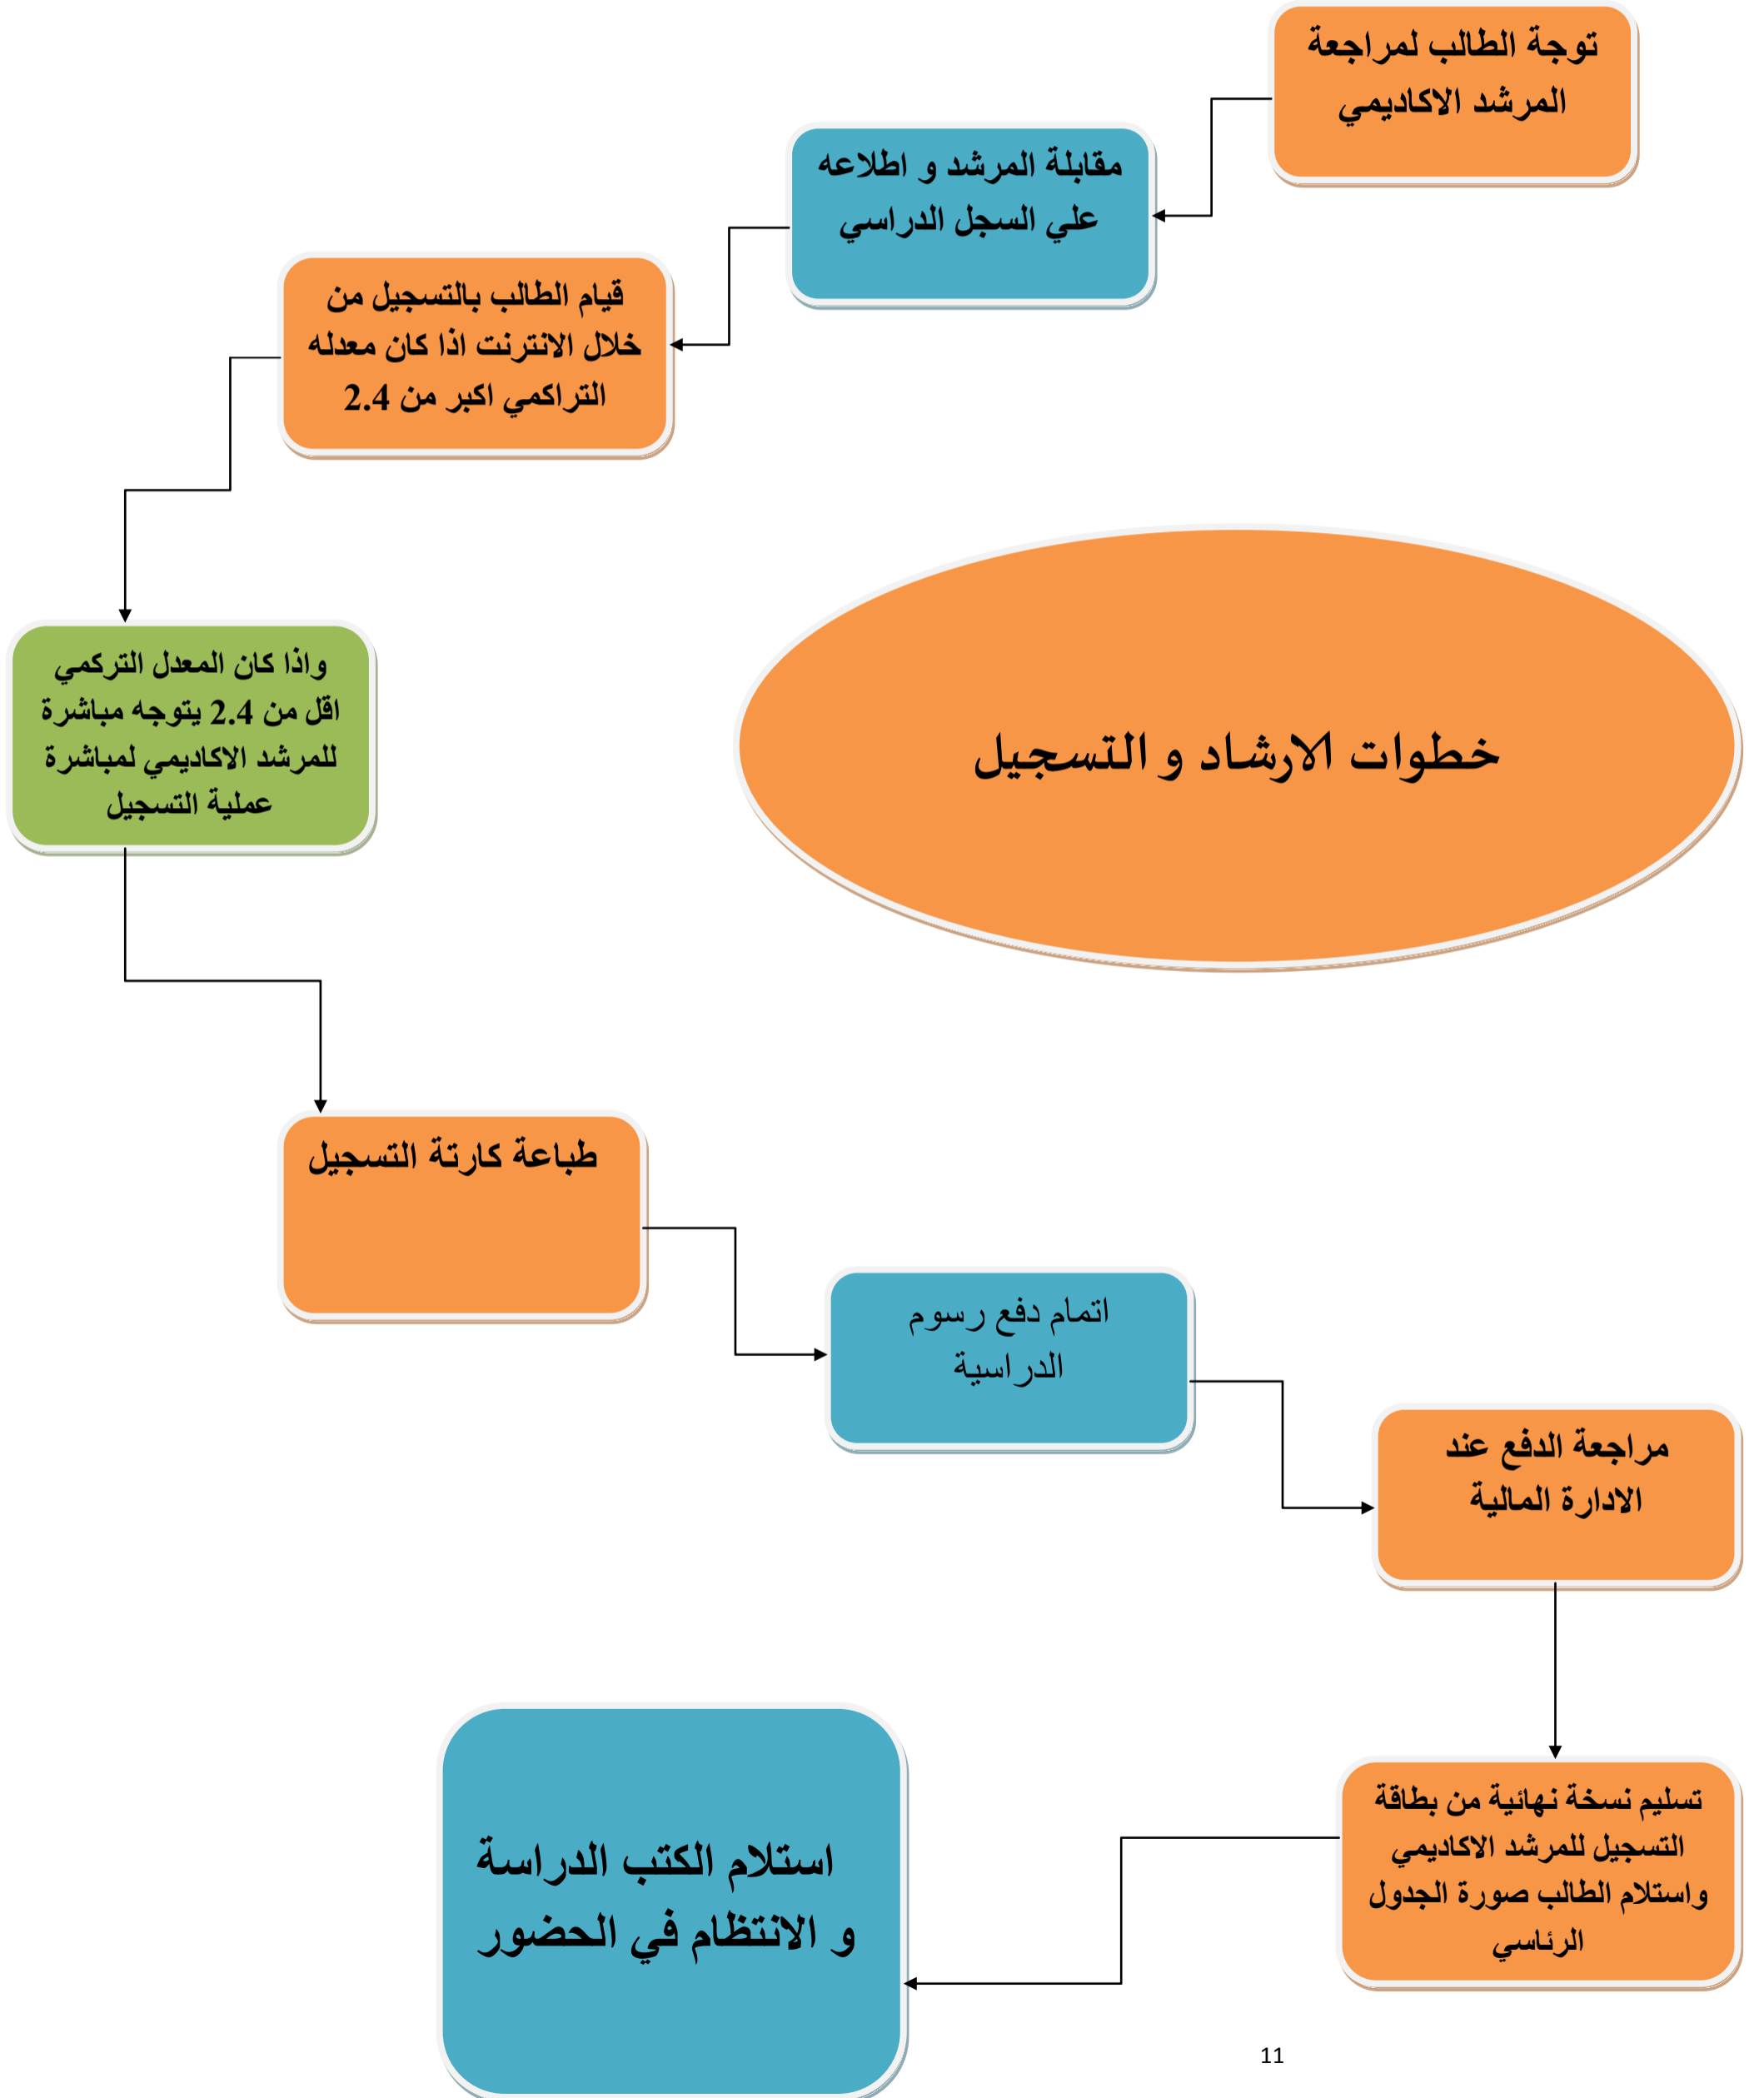 توجة الطالب لمراجعة
المرشد الاكاديمي
مقابلة المرشد و اطلاعه
علي السجل الدراسي
قيام الطالب بالتسجيل من
خلال الانترنت اذا كان معدله
التراكمي اكبر من 2.4
خطوات الارشاد و التسجيل
واذا كان المعدل التركمي
اقل من 2.4 يتوجه مباشرة
للمرشد الاكاديمي لمباشرة
عملية التسجيل
طباعة كارتة التسجيل
اتمام دفع رسوم
الدراسية
مراجعة الدفع عند
الادارة المالية
تسليم نسخة نهائية من بطاقة
التسجيل للمرشد الاكاديمي
واستلام الطالب صورة الجدول
الرئاسي
استلام الكتب الدراسة
و الانتظام في الحضور
11